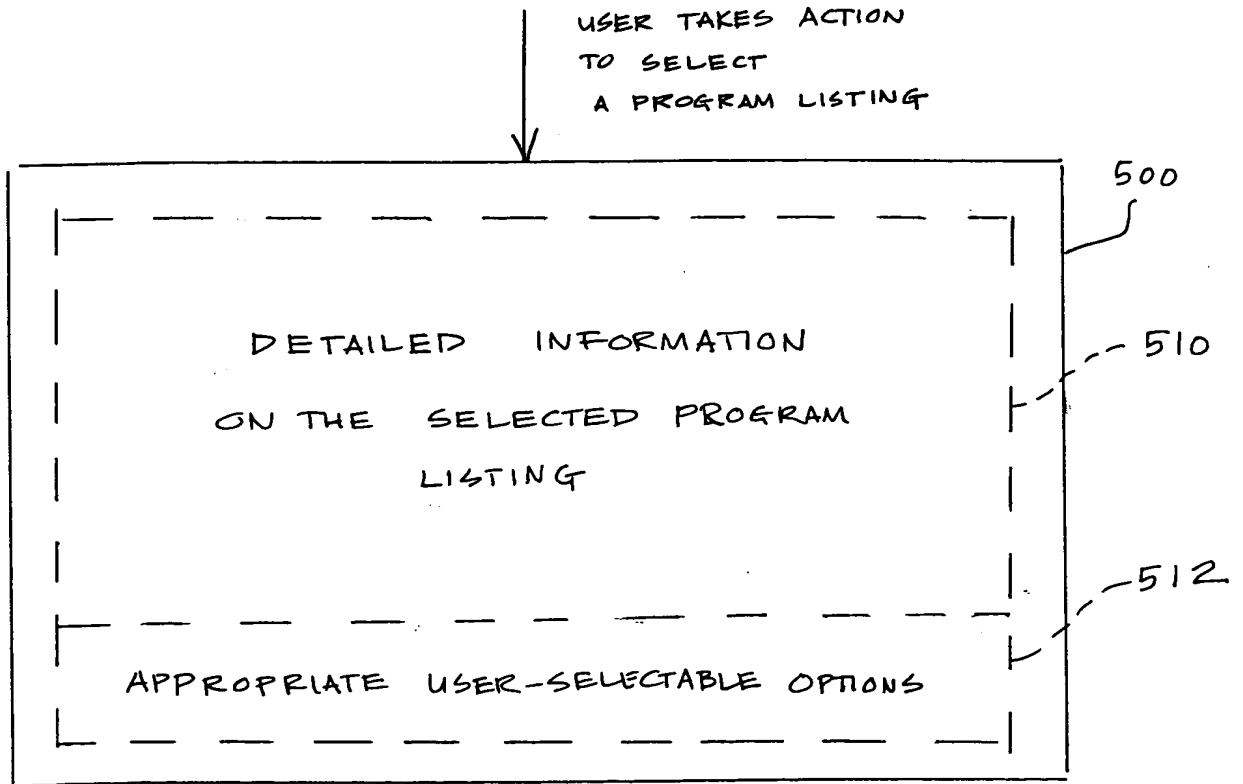 USER TAKES ACTION
TO SELECT
A PROGRAM LISTING
500
DETAILED INFORMATION
510
ON THE SELECTED PROGRAM
LISTING
512
APPROPRIATE USER-SELECTABLE OPTIONS